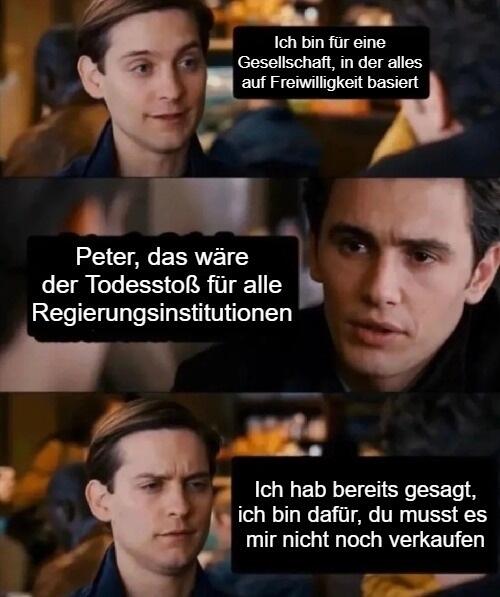 Ich bin für eine
Gesellschaft, in der alles
auf Freiwilligkeit basiert
Peter, das wäre
der Todesstoß für alle
Regierungsinstitutionen
Ich hab bereits gesagt,
ich bin dafür, du musst es
mir nicht noch verkaufen